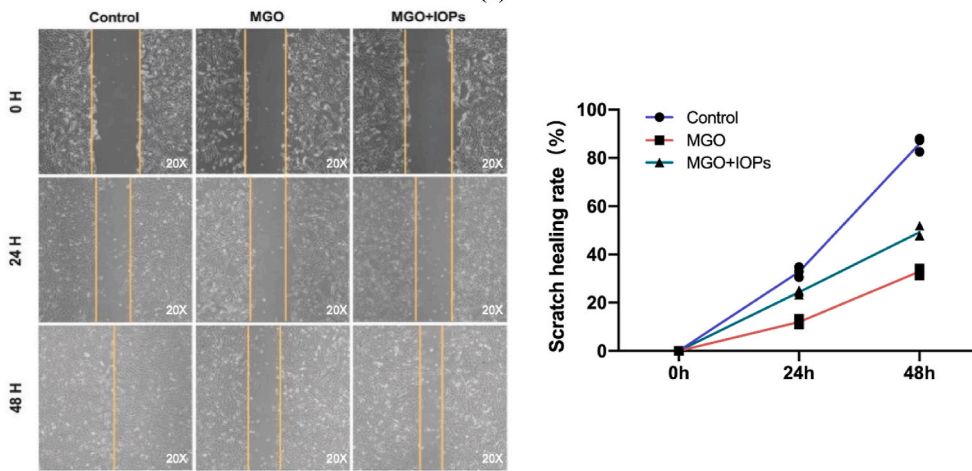 Control MGO MGO+IOPs
0 H
20X 20X 20X
24 H
20X 20X 20X
48 H
20X 20X 20X
Scratch healing rate (%)
100
80
60
40
20
0
Control
MGO
MGO+IOPs
0h 24h 48h